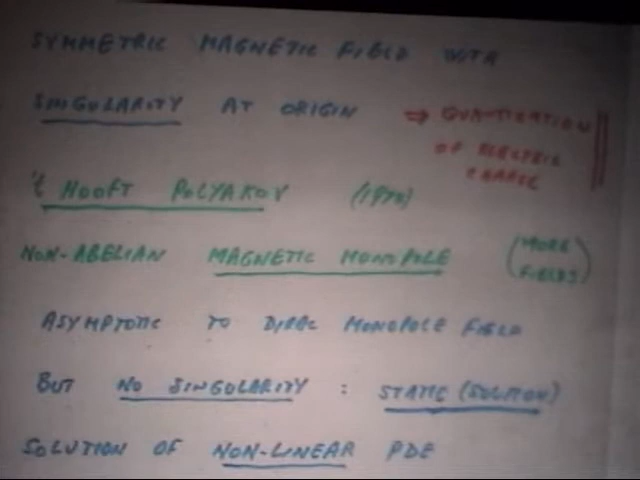 SYMMETRIC MAGNETIC FIELD WITH
SINGULARITY AT ORIGIN
⇒ QUANTIZATION
OF ELECTRIC
CHARGE
't HOOFT POLYAKOV
NON-ABELIAN MAGNETIC MONOPOLE (MORE
FIELDS)
ASYMPTOTIC TO DIRAC MONOPOLE FIELD
BUT NO SINGULARITY : STATIC (SOLITON)
SOLUTION OF NON-LINEAR PDE